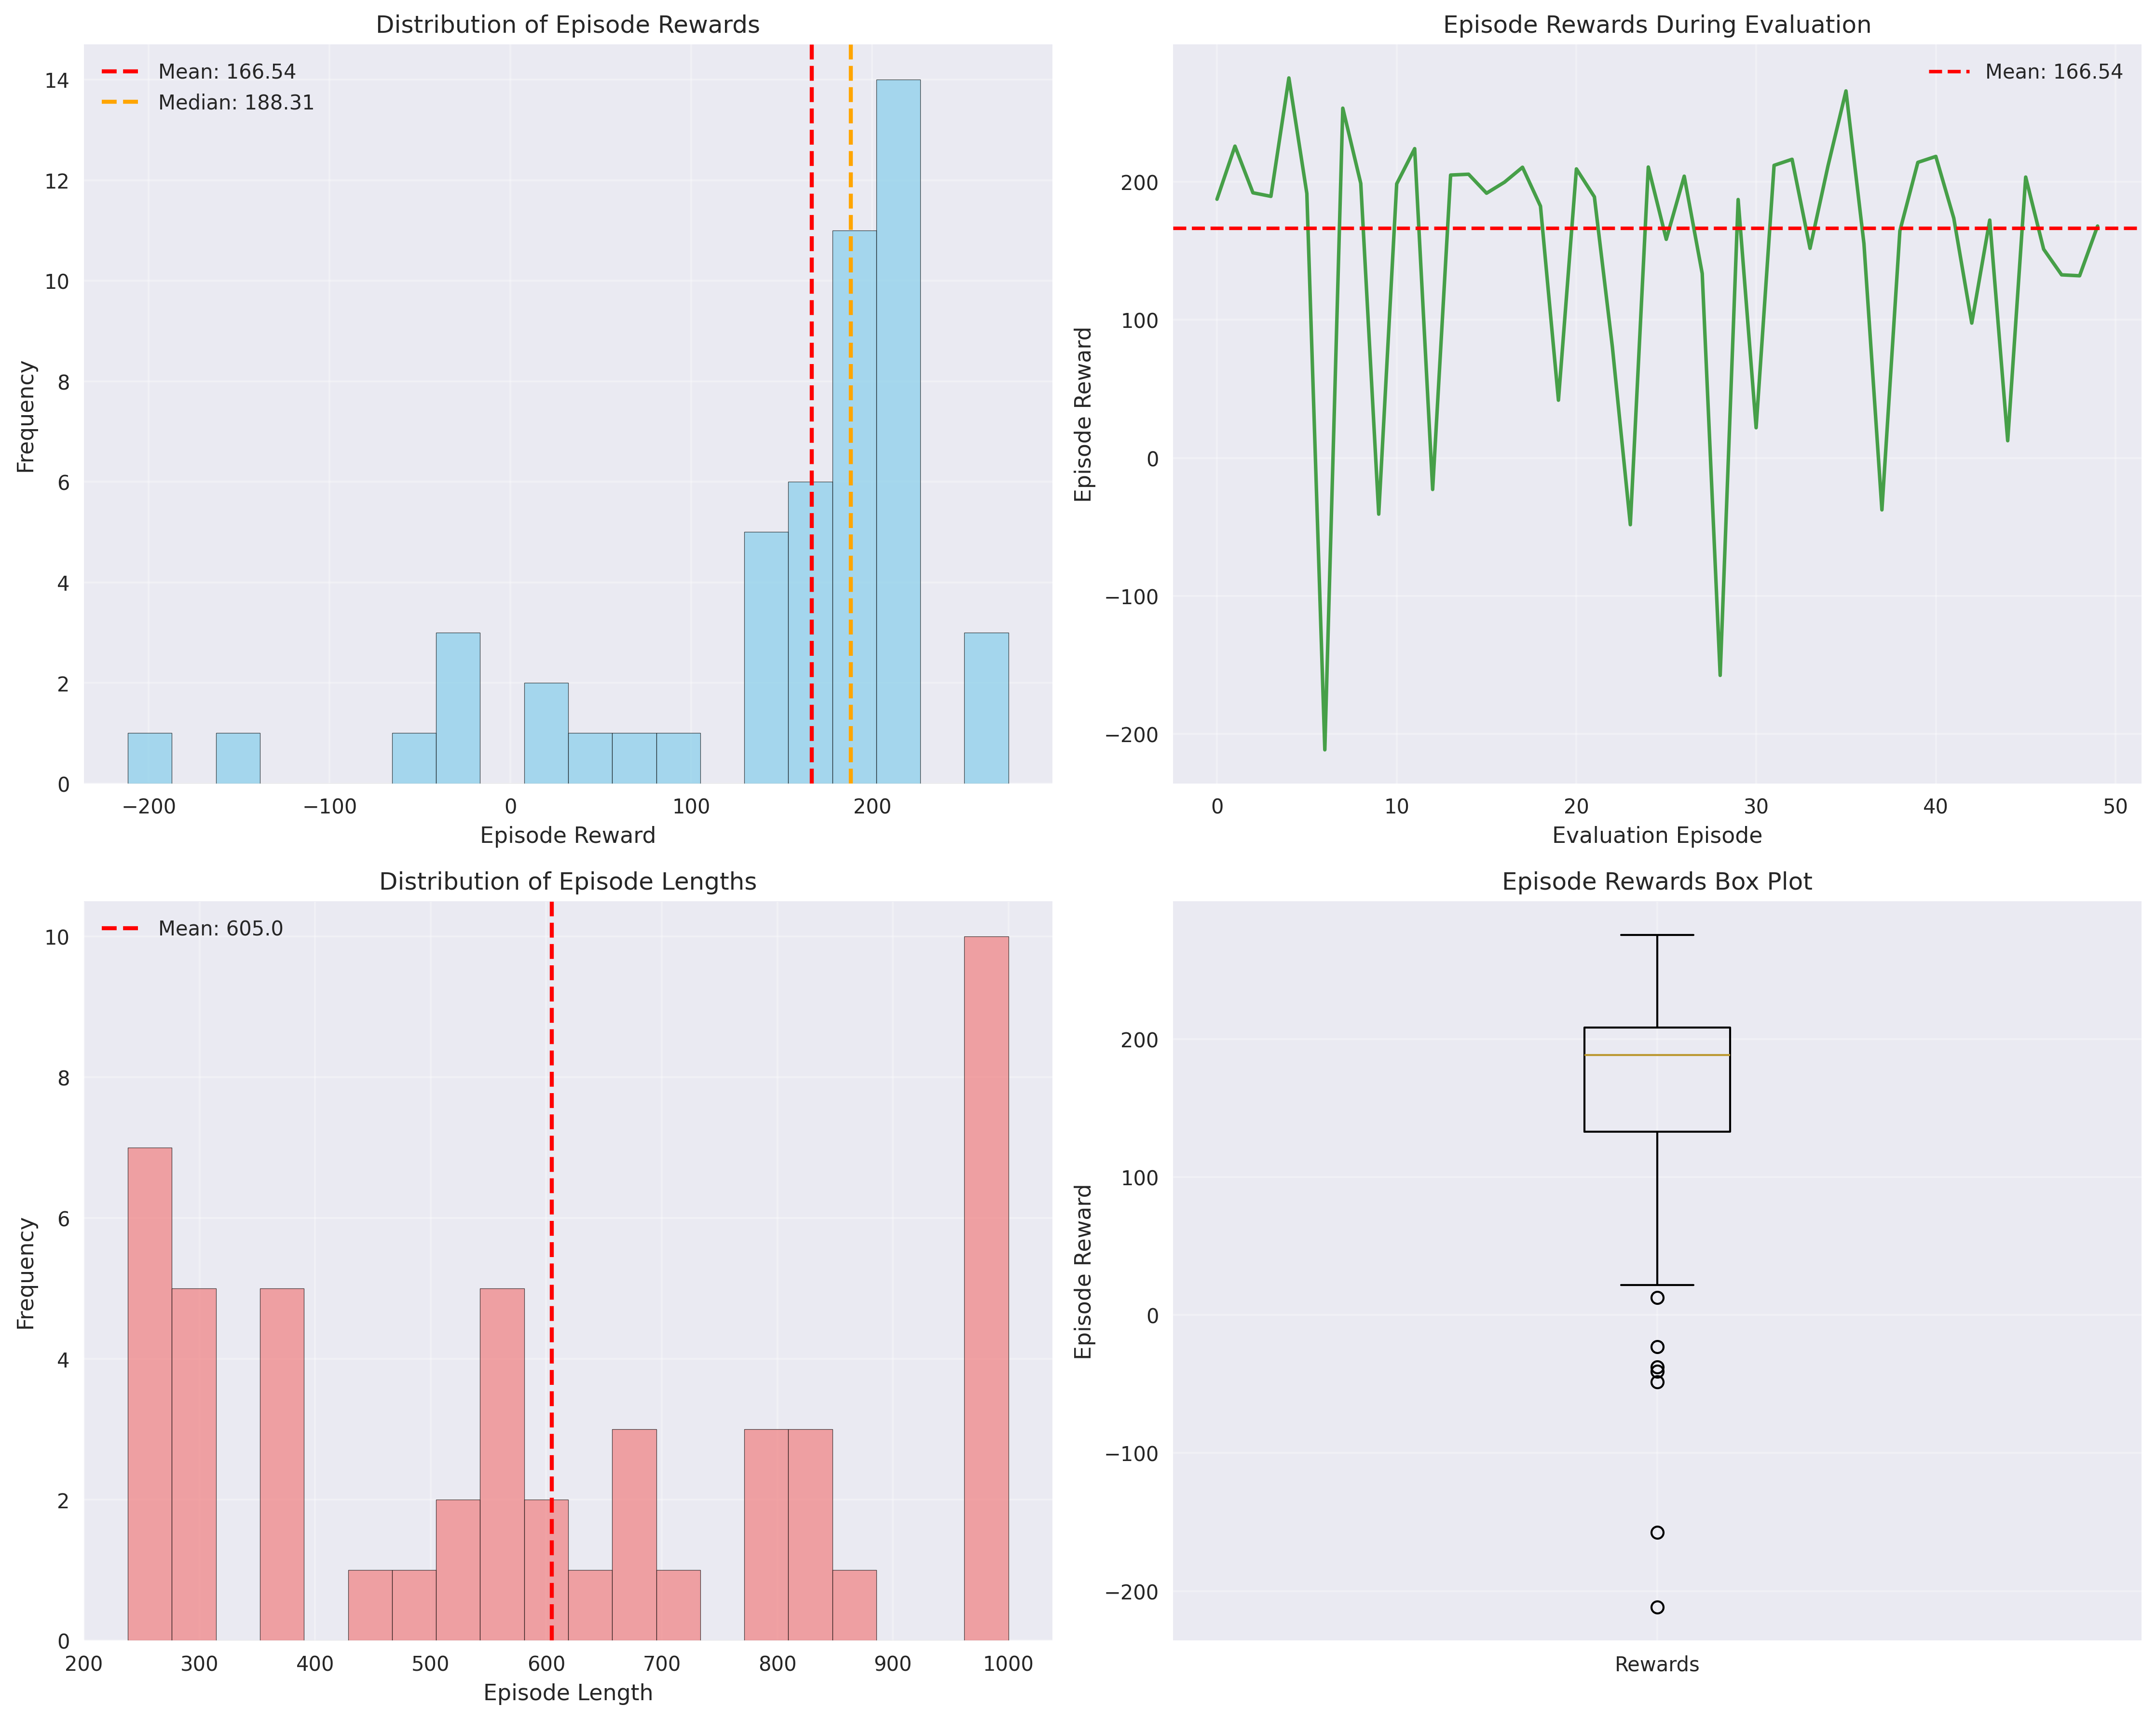 Distribution of Episode Rewards
Mean: 166.54
Median: 188.31
14
12
10
8
6
4
2
0
Frequency
−200
−100
0
100
200
Episode Reward
Episode Rewards During Evaluation
Mean: 166.54
200
100
0
−100
−200
Episode Reward
0
10
20
30
40
50
Evaluation Episode
Distribution of Episode Lengths
Mean: 605.0
10
8
6
4
2
0
Frequency
200
300
400
500
600
700
800
900
1000
Episode Length
Episode Rewards Box Plot
200
100
0
−100
−200
Episode Reward
Rewards